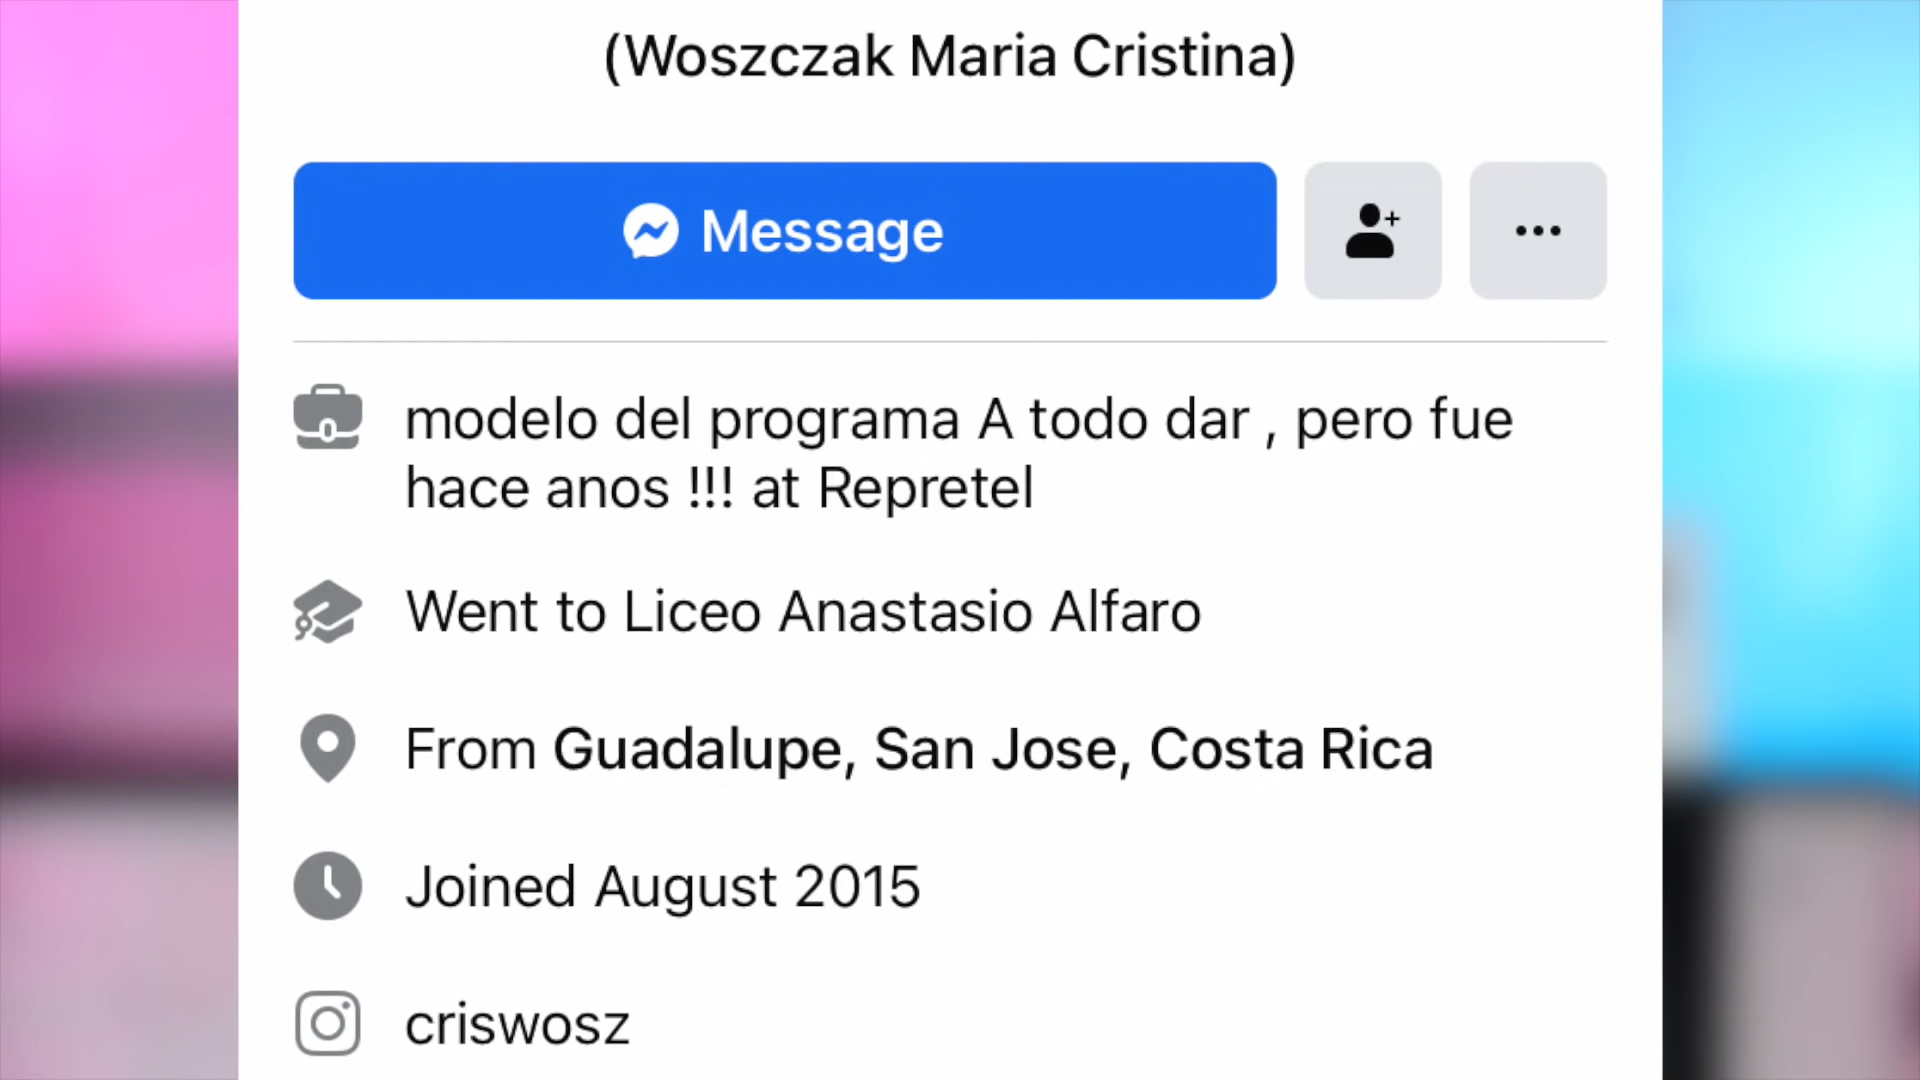 (Woszczak Maria Cristina)
Message
modelo del programa A todo dar , pero fue
hace anos !!! at Repretel
Went to Liceo Anastasio Alfaro
From Guadalupe, San Jose, Costa Rica
Joined August 2015
criswosz